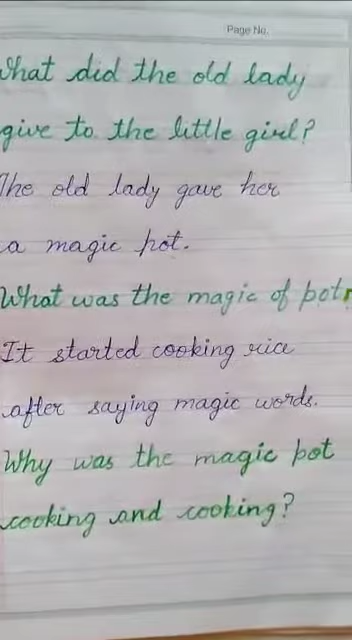 Page No.
What did the old lady
give to the little girl?
The old lady gave her
a magic pot.
What was the magic of pot
It started cooking rice
after saying magic words.
Why was the magic pot
cooking and cooking?